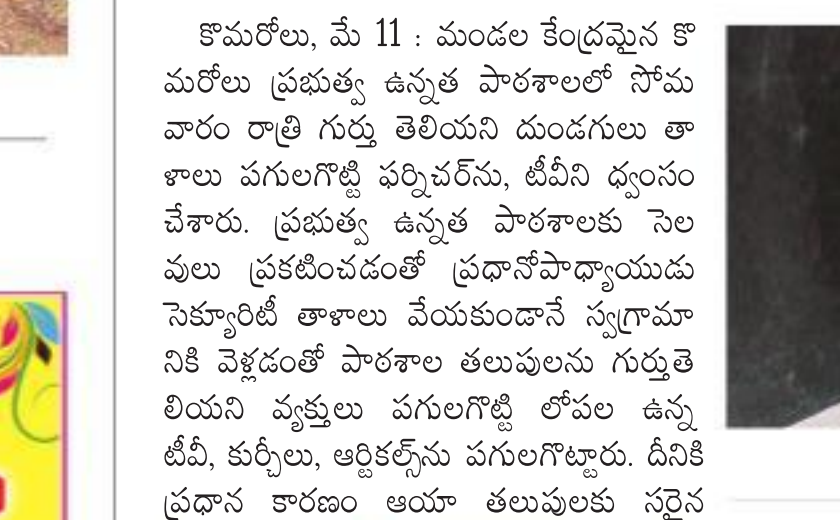 కొమరోలు, మే 11 : మండల కేంద్రమైన కొ
మరోలు ప్రభుత్వ ఉన్నత పాఠశాలలో సోమ
వారం రాత్రి గుర్తు తెలియని దుండగులు తా
ళాలు పగులగొట్టి ఫర్నిచర్‌ను, టీవీని ధ్వంసం
చేశారు. ప్రభుత్వ ఉన్నత పాఠశాలకు సెల
వులు ప్రకటించడంతో ప్రధానోపాధ్యాయుడు
సెక్యూరిటీ తాళాలు వేయకుండానే స్వగ్రామా
నికి వెళ్లడంతో పాఠశాల తలుపులను గుర్తుతె
లియని వ్యక్తులు పగులగొట్టి లోపల ఉన్న
టీవీ, కుర్చీలు, ఆర్టికల్స్‌ను పగులగొట్టారు. దీనికి
ప్రధాన కారణం ఆయా తలుపులకు సరైన